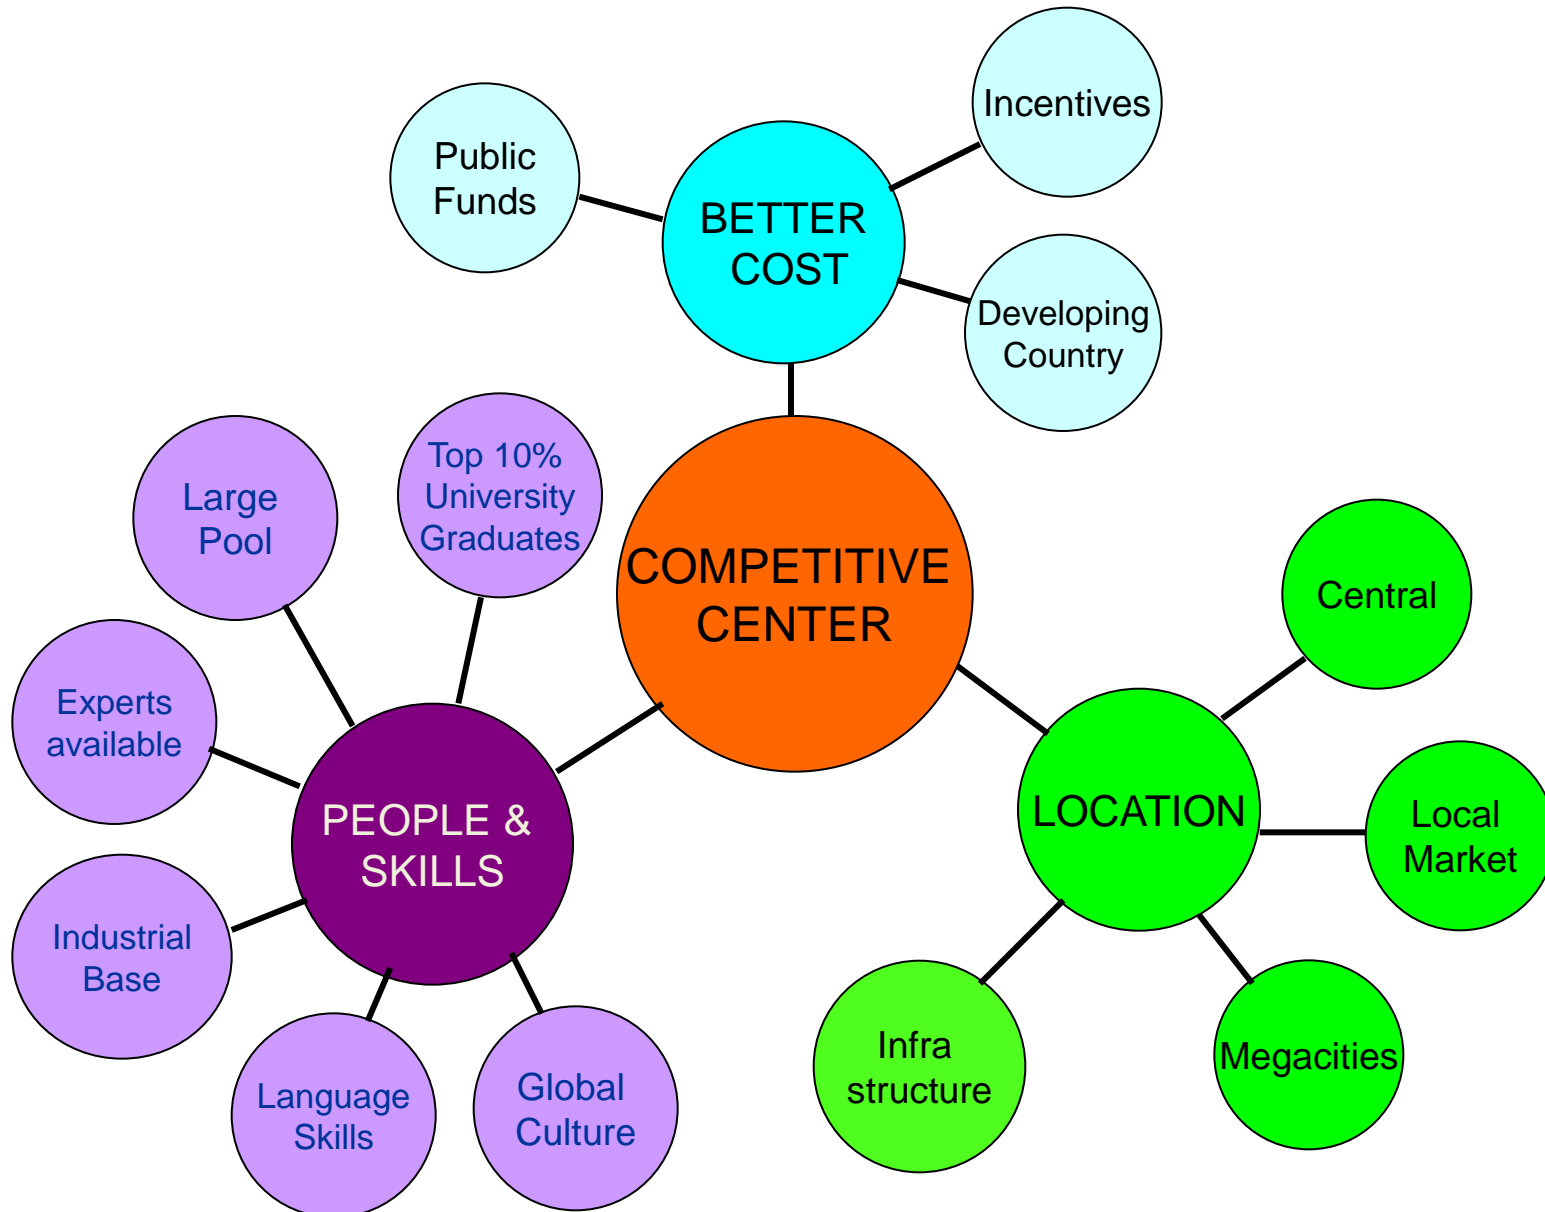 Incentives
Public
Funds
BETTER
COST
Developing
Country
Top 10%
University
Graduates
Large
Pool
COMPETITIVE
CENTER
Central
Experts
available
PEOPLE &
SKILLS
LOCATION
Local
Market
Industrial
Base
Infra
structure
Megacities
Language
Skills
Global
Culture